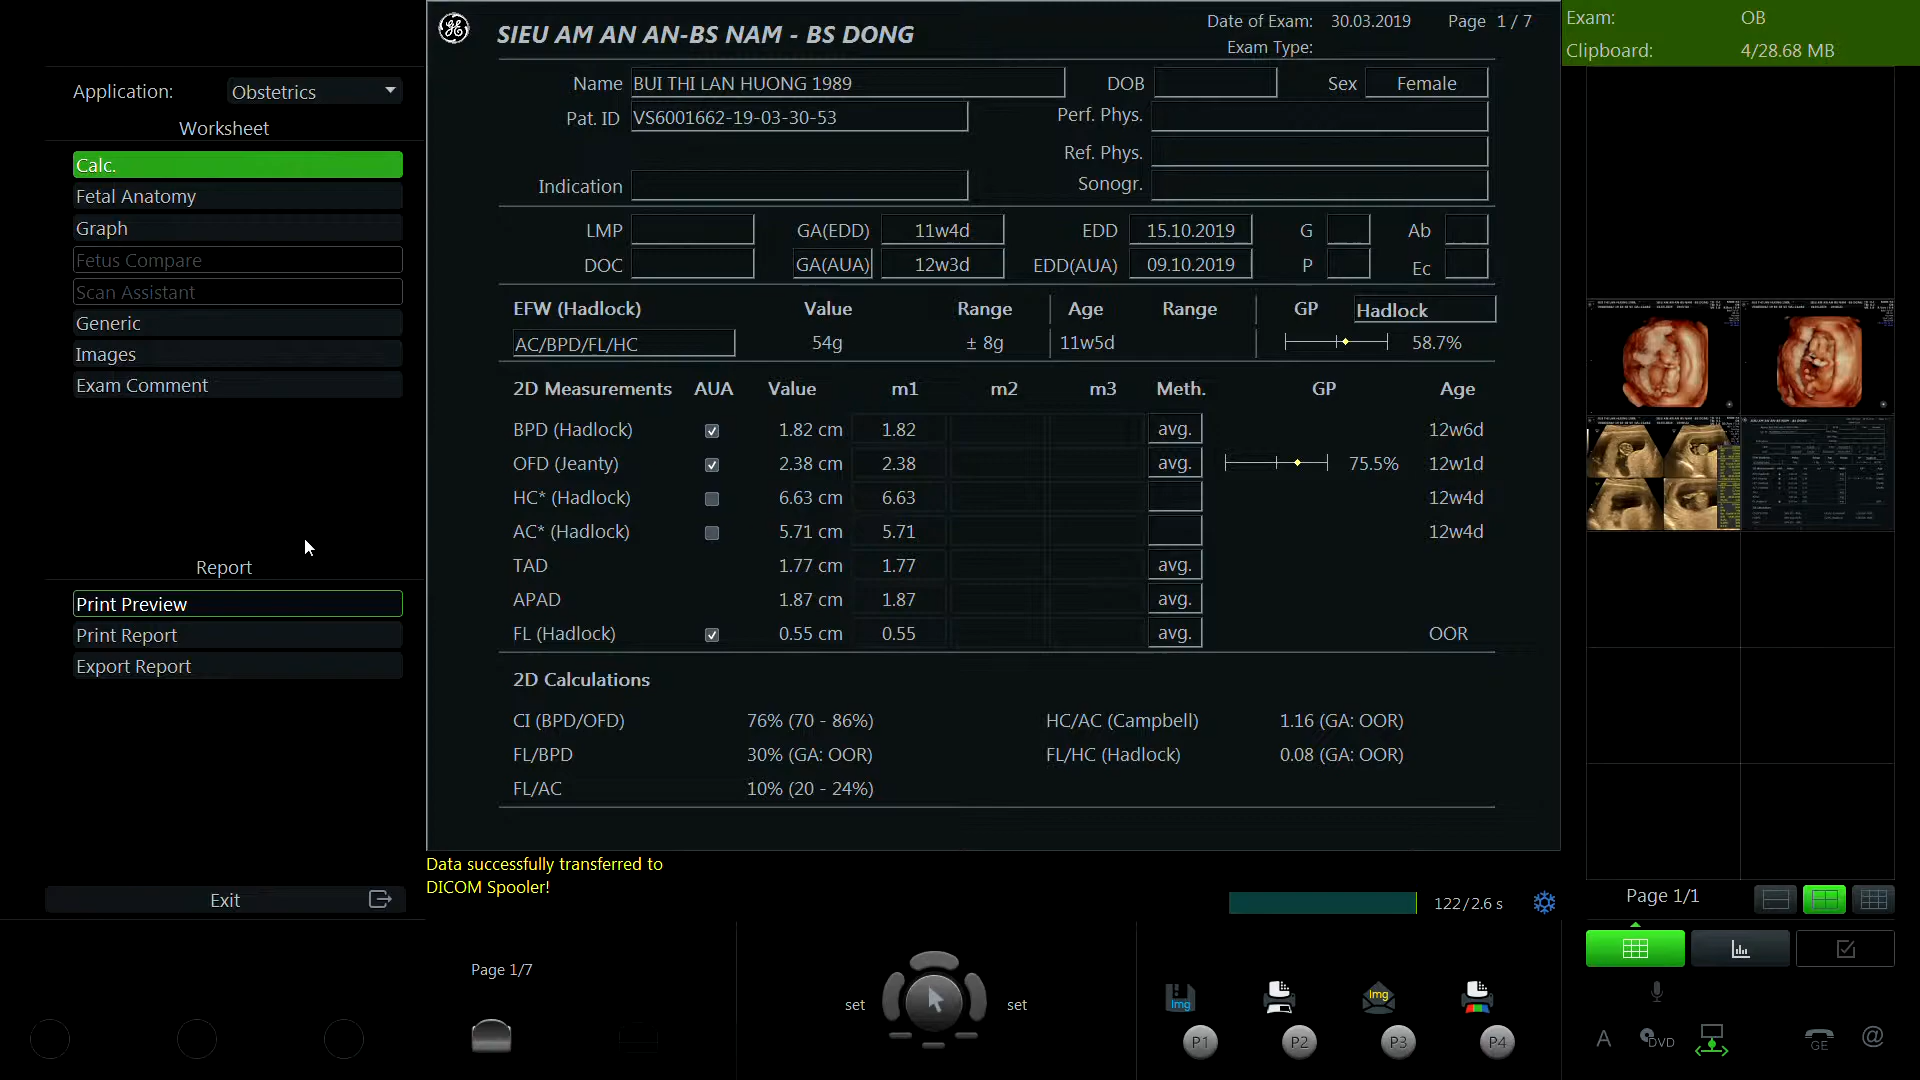 SIEU AM AN AN-BS NAM - BS DONG
Date of Exam: 30.03.2019 Page 1 / 7
Exam Type:
Exam: OB
Clipboard: 4/28.68 MB
Application: Obstetrics
Worksheet
Calc.
Fetal Anatomy
Graph
Fetus Compare
Scan Assistant
Generic
Images
Exam Comment
Report
Print Preview
Print Report
Export Report
Exit
Name BUI THI LAN HUONG 1989 DOB Sex Female
Pat. ID VS6001662-19-03-30-53 Perf. Phys.
Ref. Phys.
Indication Sonogr.
LMP GA(EDD) 11w4d EDD 15.10.2019 G Ab
DOC GA(AUA) 12w3d EDD(AUA) 09.10.2019 P Ec
EFW (Hadlock) Value Range Age Range GP Hadlock
AC/BPD/FL/HC 54g ± 8g 11w5d 58.7%
2D Measurements AUA Value m1 m2 m3 Meth. GP Age
BPD (Hadlock) 1.82 cm 1.82 avg. 12w6d
OFD (Jeanty) 2.38 cm 2.38 avg. 75.5% 12w1d
HC* (Hadlock) 6.63 cm 6.63 12w4d
AC* (Hadlock) 5.71 cm 5.71 12w4d
TAD 1.77 cm 1.77 avg.
APAD 1.87 cm 1.87 avg.
FL (Hadlock) 0.55 cm 0.55 avg. OOR
2D Calculations
CI (BPD/OFD) 76% (70 - 86%) HC/AC (Campbell) 1.16 (GA: OOR)
FL/BPD 30% (GA: OOR) FL/HC (Hadlock) 0.08 (GA: OOR)
FL/AC 10% (20 - 24%)
Data successfully transferred to
DICOM Spooler!
122/2.6 s
Page 1/1
Page 1/7
set set
Img Img
P1 P2 P3 P4
A DVD GE @